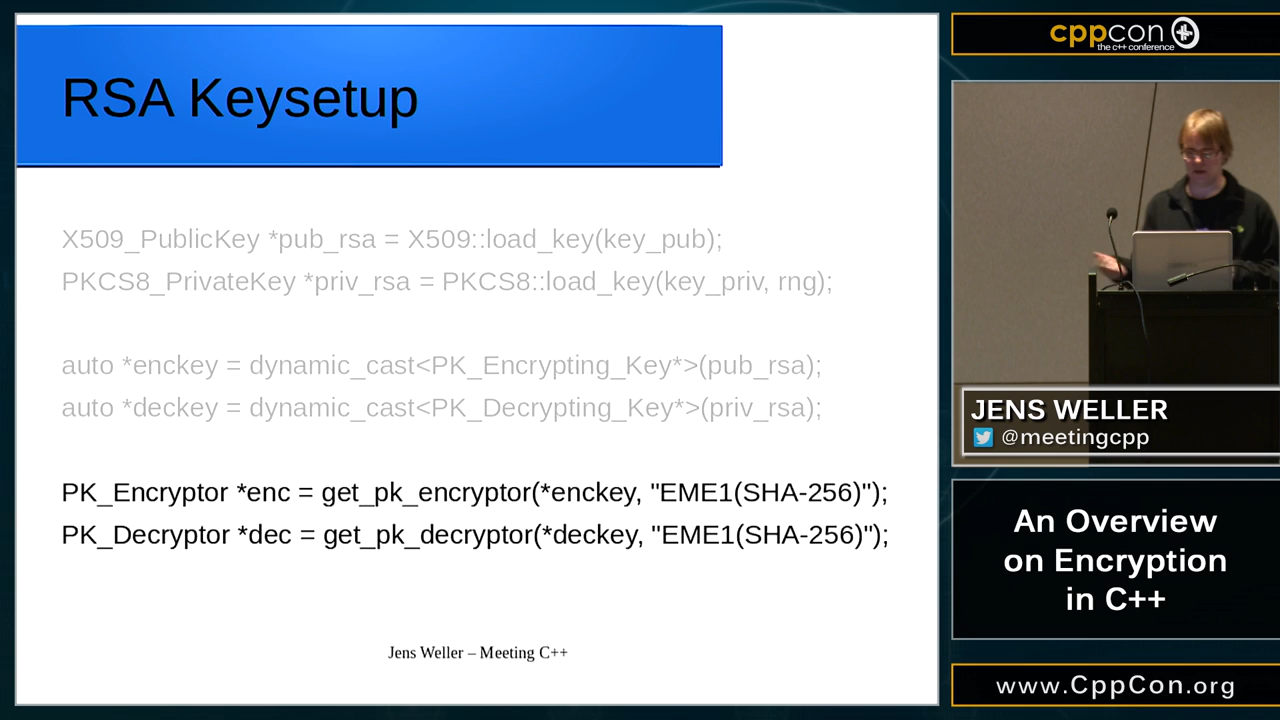 RSA Keysetup
X509_PublicKey *pub_rsa = X509::load_key(key_pub);
PKCS8_PrivateKey *priv_rsa = PKCS8::load_key(key_priv, rng);
auto *enckey = dynamic_cast<PK_Encrypting_Key*>(pub_rsa);
auto *deckey = dynamic_cast<PK_Decrypting_Key*>(priv_rsa);
PK_Encryptor *enc = get_pk_encryptor(*enckey, "EME1(SHA-256)");
PK_Decryptor *dec = get_pk_decryptor(*deckey, "EME1(SHA-256)");
Jens Weller – Meeting C++
cppcon
the c++ conference
JENS WELLER
@meetingcpp
An Overview
on Encryption
in C++
www.CppCon.org